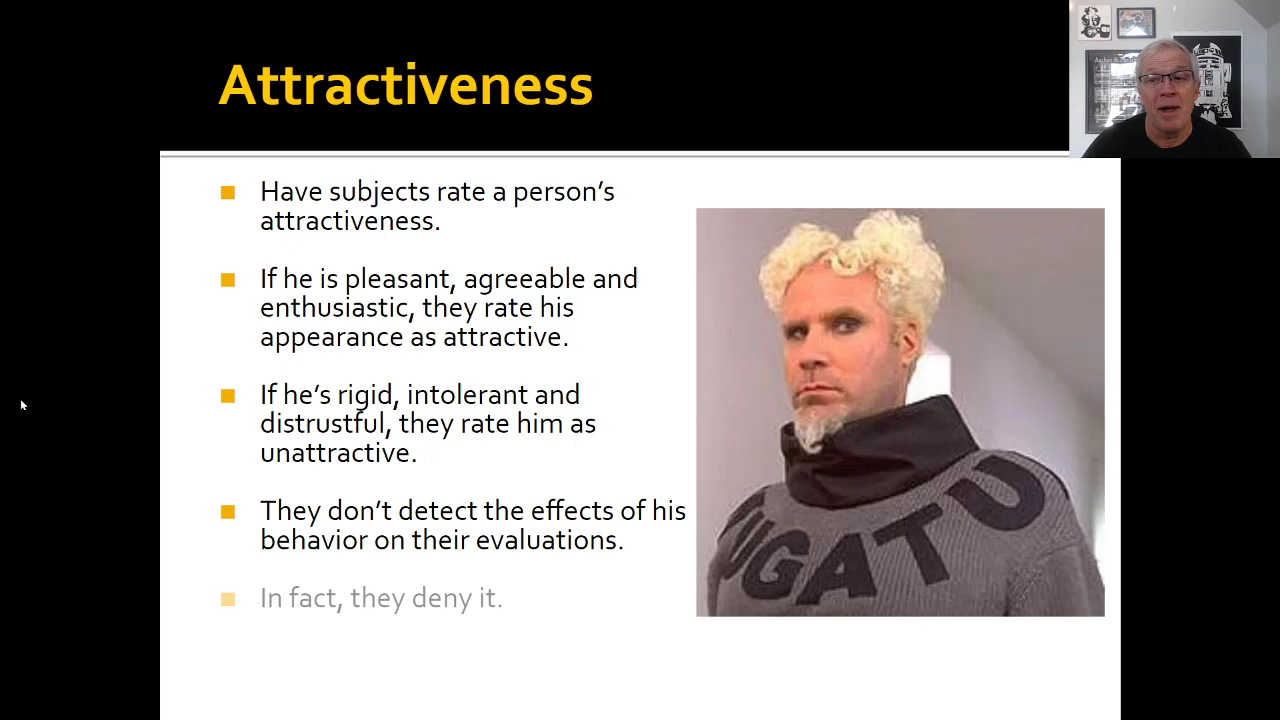 Attractiveness
Have subjects rate a person's
attractiveness.
If he is pleasant, agreeable and
enthusiastic, they rate his
appearance as attractive.
If he's rigid, intolerant and
distrustful, they rate him as
unattractive.
They don't detect the effects of his
behavior on their evaluations.
In fact, they deny it.
UGATU